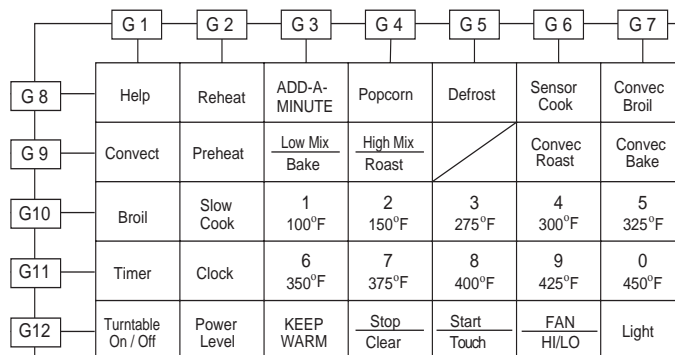 G 1 G 2 G 3 G 4 G 5 G 6 G 7
G 8 Help Reheat ADD-A-MINUTE Popcorn Defrost Sensor Cook Convec Broil
G 9 Convect Preheat Low Mix Bake High Mix Roast Convec Roast Convec Bake
G10 Broil Slow Cook 1 100°F 2 150°F 3 275°F 4 300°F 5 325°F
G11 Timer Clock 6 350°F 7 375°F 8 400°F 9 425°F 0 450°F
G12 Turntable On / Off Power Level KEEP WARM Stop Clear Start Touch FAN HI/LO Light